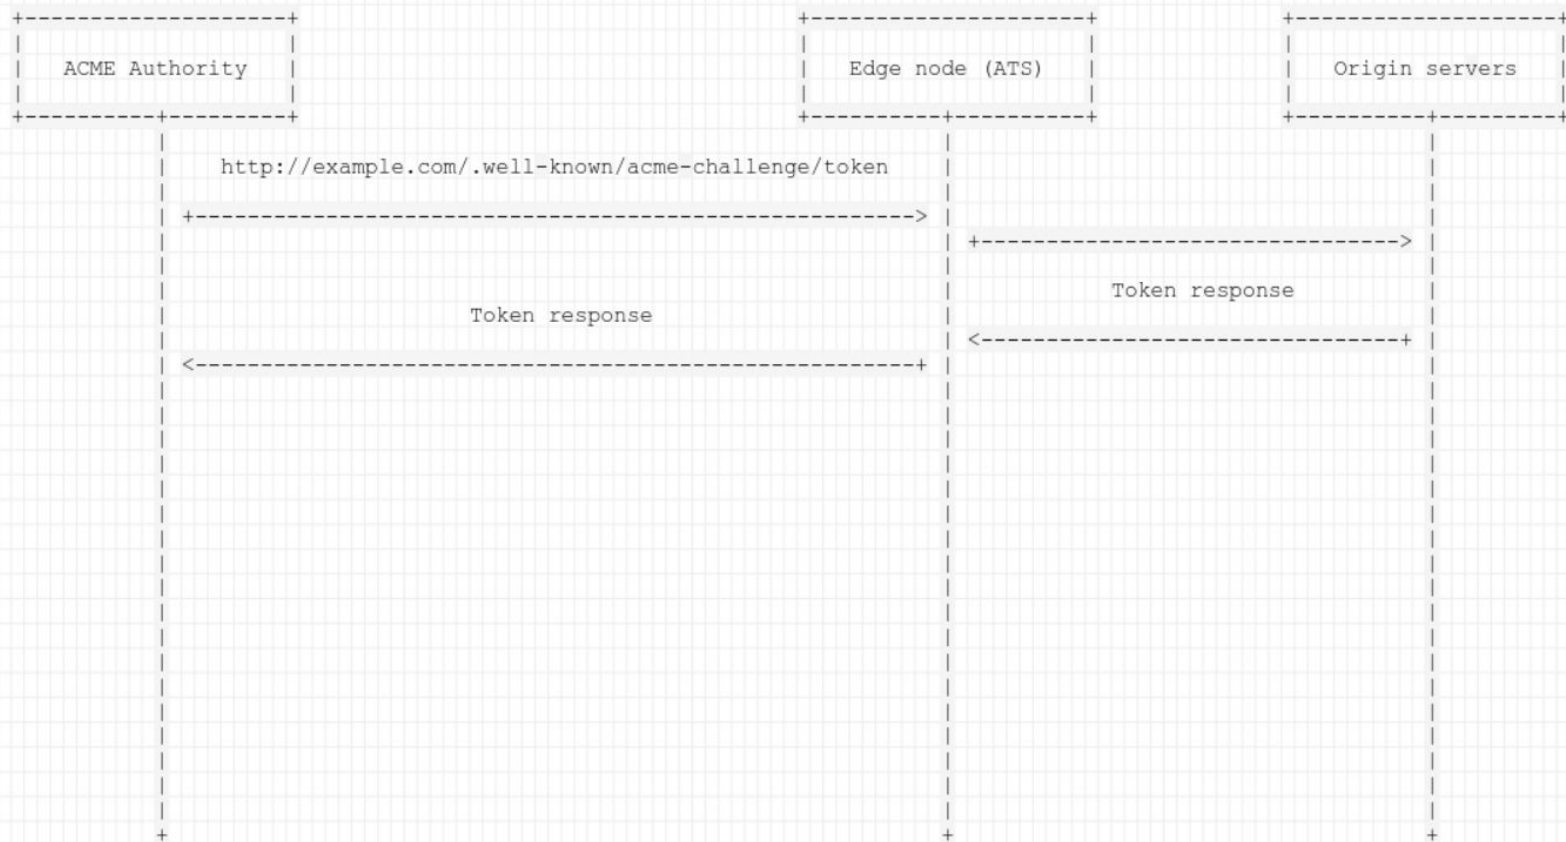 ACME Authority
Edge node (ATS)
Origin servers
http://example.com/.well-known/acme-challenge/token
Token response
Token response